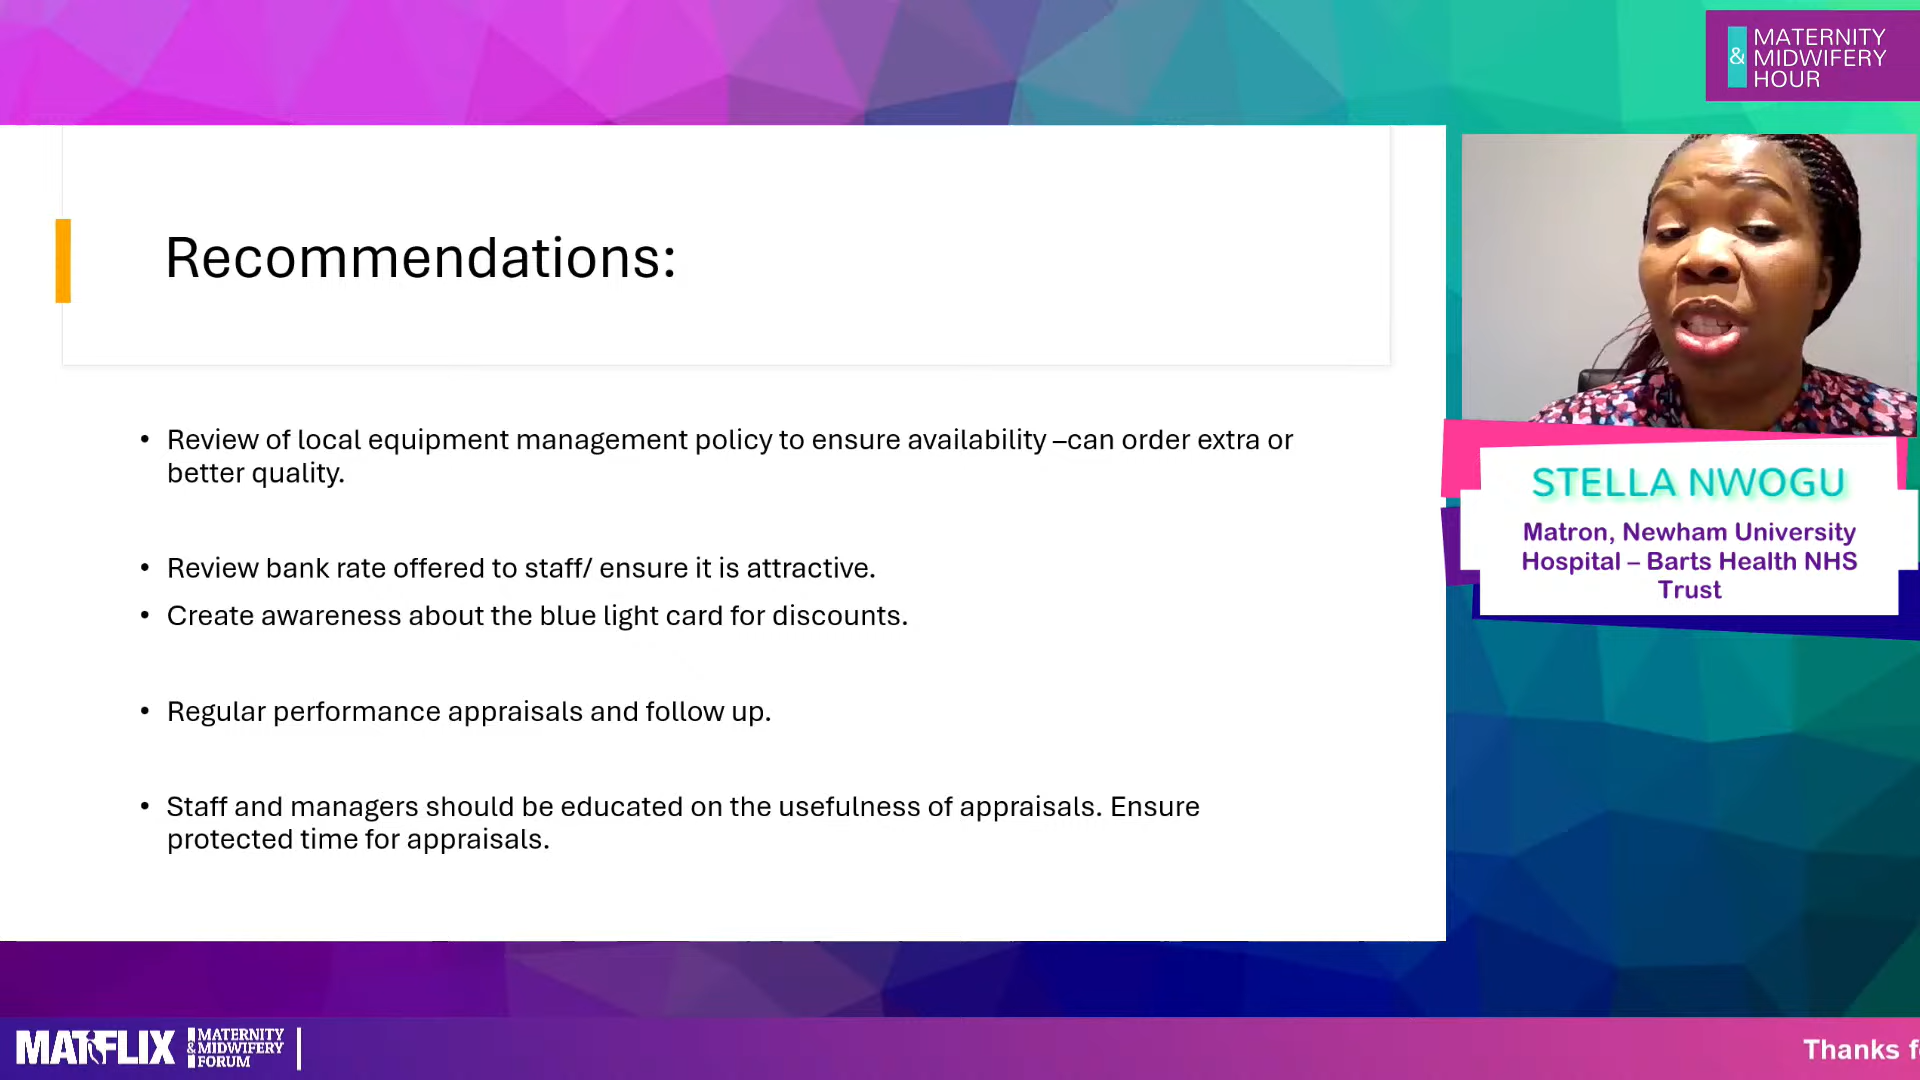 &
MATERNITY
MIDWIFERY
HOUR
Recommendations:
• Review of local equipment management policy to ensure availability –can order extra or
better quality.
• Review bank rate offered to staff/ ensure it is attractive.
• Create awareness about the blue light card for discounts.
• Regular performance appraisals and follow up.
• Staff and managers should be educated on the usefulness of appraisals. Ensure
protected time for appraisals.
STELLA NWOGU
Matron, Newham University
Hospital – Barts Health NHS
Trust
MATFLIX
MATERNITY
& MIDWIFERY
FORUM
Thanks